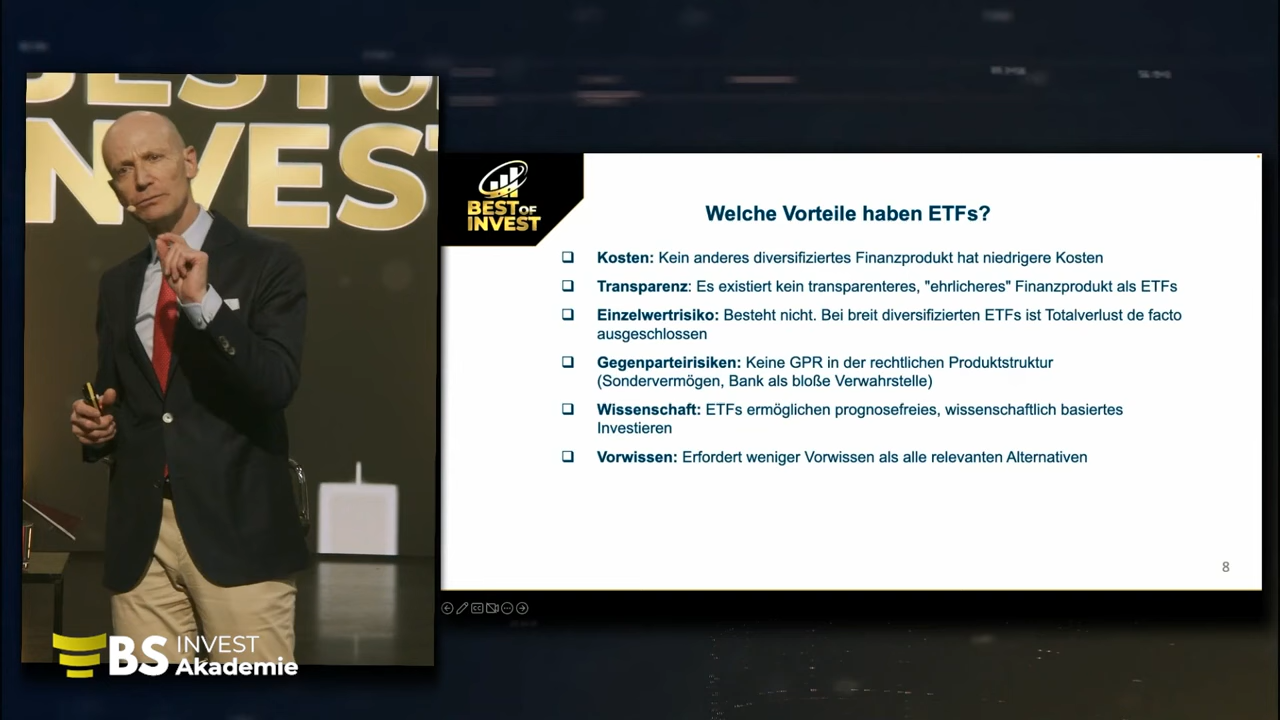 BEST OF
INVEST
BS INVEST
Akademie
BEST OF
INVEST
Welche Vorteile haben ETFs?
Kosten: Kein anderes diversifiziertes Finanzprodukt hat niedrigere Kosten
Transparenz: Es existiert kein transparenteres, "ehrlicheres" Finanzprodukt als ETFs
Einzelwertrisiko: Besteht nicht. Bei breit diversifizierten ETFs ist Totalverlust de facto
ausgeschlossen
Gegenparteirisiken: Keine GPR in der rechtlichen Produktstruktur
(Sondervermögen, Bank als bloße Verwahrstelle)
Wissenschaft: ETFs ermöglichen prognosefreies, wissenschaftlich basiertes
Investieren
Vorwissen: Erfordert weniger Vorwissen als alle relevanten Alternativen
8